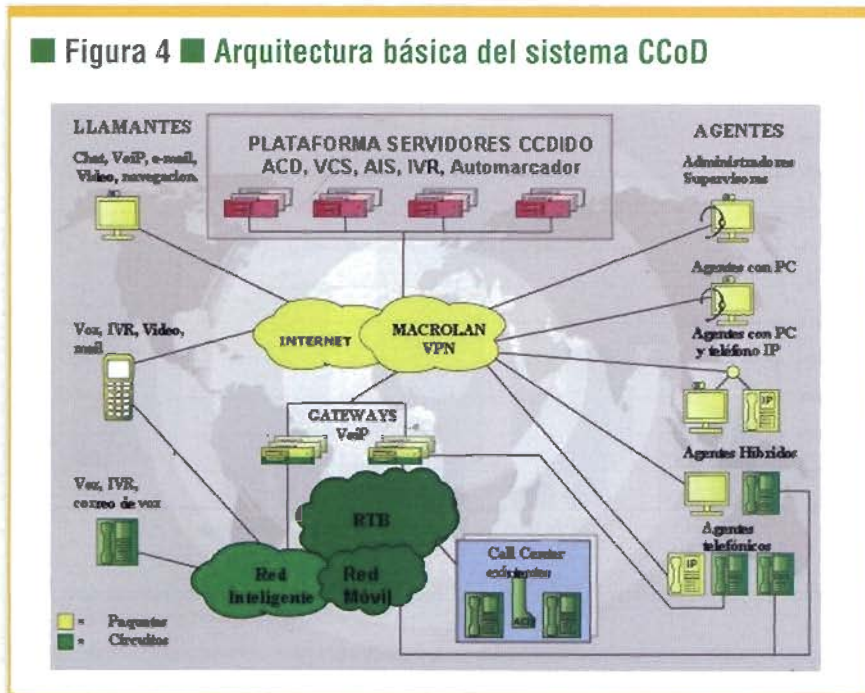 Figura 4 Arquitectura básica del sistema CCoD
LLAMANTES
Chat, VoiP, e-mail,
Video, navegacion.
PLATAFORMA SERVIDORES CCDIDO
ACD, VCS, AIS, IVR, Automarcador
AGENTES
Administradores
Supervisores
Agentes con PC
Voz, IVR, Video,
mail
INTERNET
MACROLAN
VPN
Agentes con PC
y teléfono IP
IP
GATEWAYS
VoiP
Agentes Híbridos
Voz, IVR,
correo de voz
RTB
Agentes
telefónicos
IP
Call Center
existentes
ACD
Red
Inteligente
Red
Móvil
= Paquetes
= Circuitos